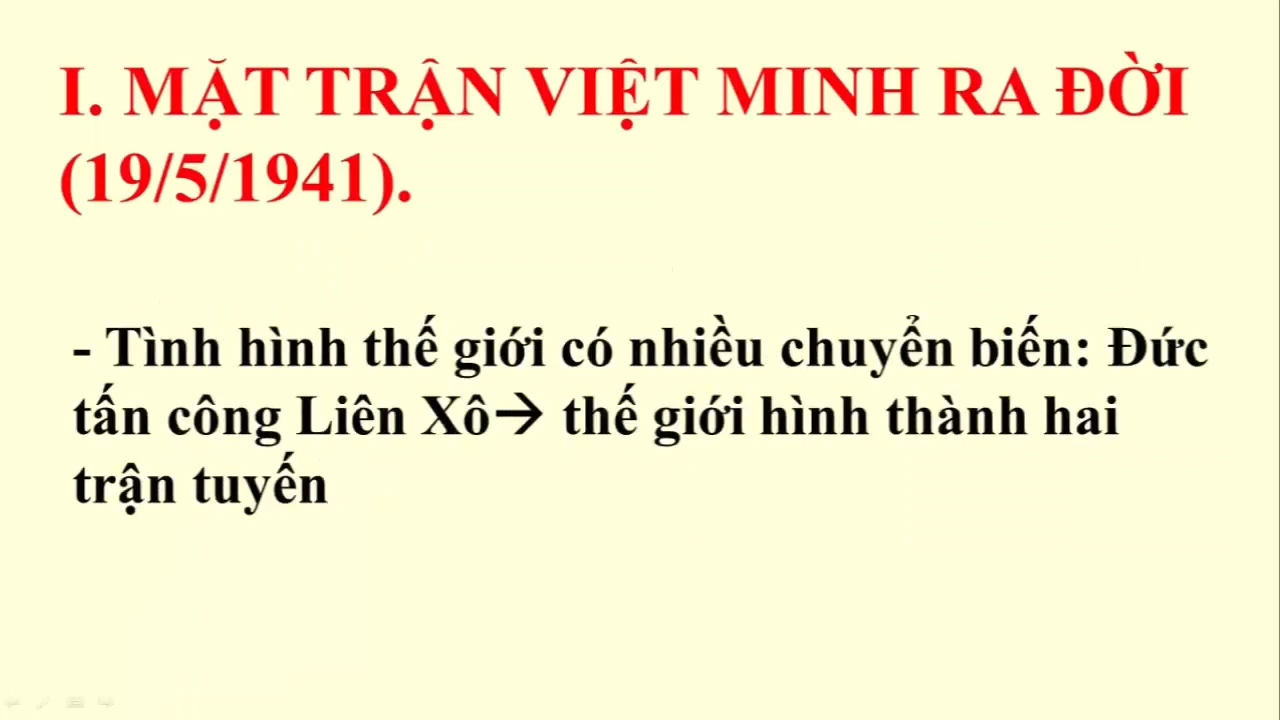 I. MẶT TRẬN VIỆT MINH RA ĐỜI
(19/5/1941).
- Tình hình thế giới có nhiều chuyển biến: Đức
tấn công Liên Xô→ thế giới hình thành hai
trận tuyến